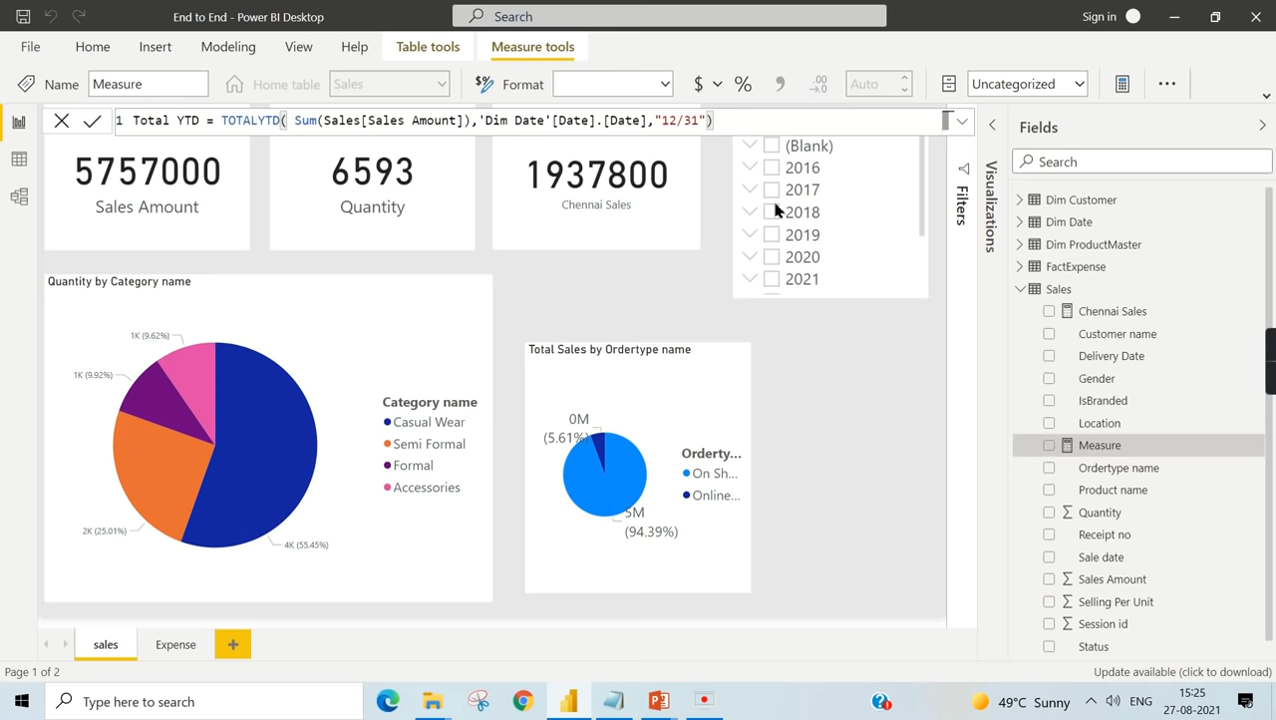 End to End - Power BI Desktop
Search
Sign in
File
Home
Insert
Modeling
View
Help
Table tools
Measure tools
Name
Measure
Home table
Sales
Format
$
%
Auto
Uncategorized
1 Total YTD = TOTALYTD( Sum(Sales[Sales Amount]),'Dim Date'[Date].[Date],"12/31")
5757000
Sales Amount
6593
Quantity
1937800
Chennai Sales
(Blank)
2016
2017
2018
2019
2020
2021
Quantity by Category name
1K (9.62%)
1K (9.92%)
2K (25.01%)
4K (55.45%)
Category name
Casual Wear
Semi Formal
Formal
Accessories
Total Sales by Ordertype name
0M
(5.61%)
5M
(94.39%)
Orderty...
On Sh...
Online...
Filters
Visualizations
Fields
Search
Dim Customer
Dim Date
Dim ProductMaster
FactExpense
Sales
Chennai Sales
Customer name
Delivery Date
Gender
IsBranded
Location
Measure
Ordertype name
Product name
Quantity
Receipt no
Sale date
Sales Amount
Selling Per Unit
Session id
Status
sales
Expense
Page 1 of 2
Update available (click to download)
Type here to search
49°C Sunny
ENG
15:25
27-08-2021